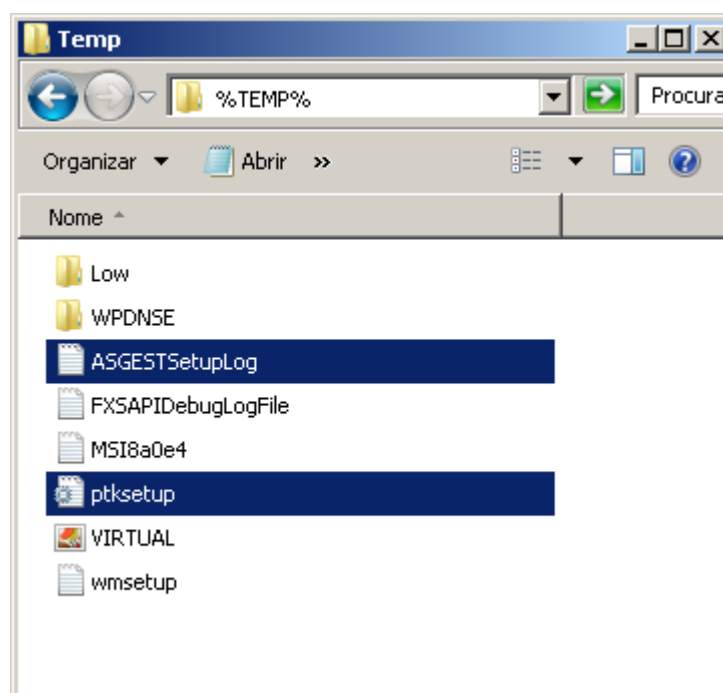 Temp
%TEMP%
Procura
Organizar
Abrir
»
Nome
Low
WPDNSE
ASGESTSetupLog
FXSAPIDebugLogFile
MSI8a0e4
ptksetup
VIRTUAL
wmsetup